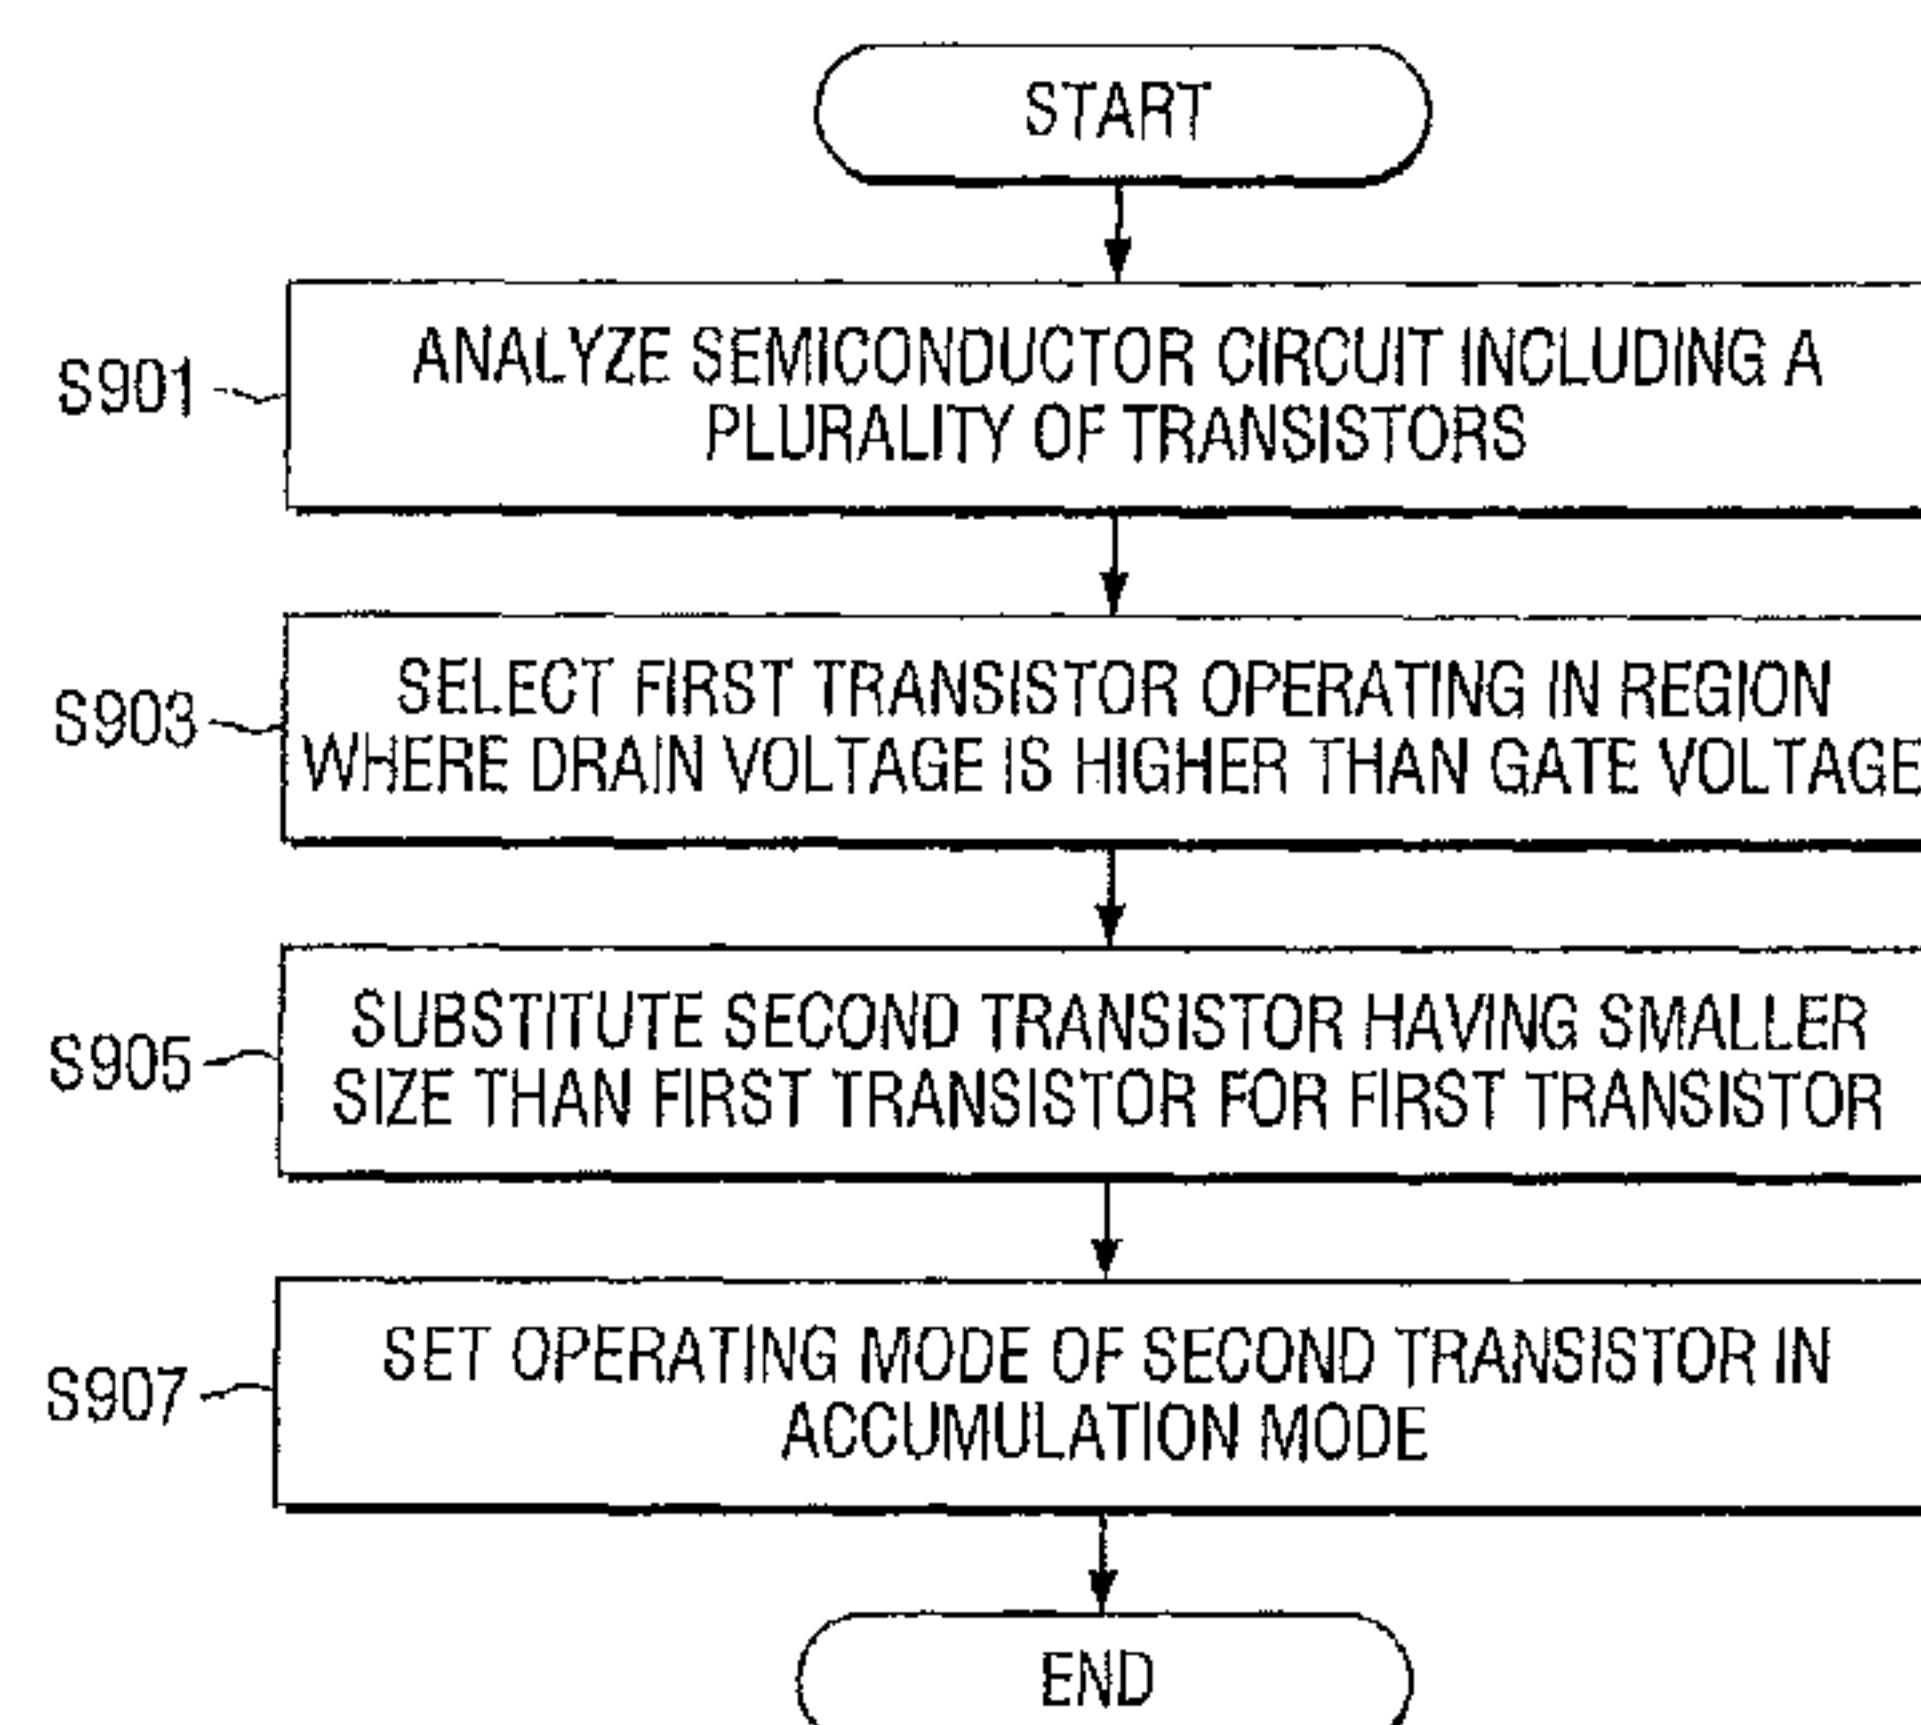 START
S901
ANALYZE SEMICONDUCTOR CIRCUIT INCLUDING A
PLURALITY OF TRANSISTORS
S903
SELECT FIRST TRANSISTOR OPERATING IN REGION
WHERE DRAIN VOLTAGE IS HIGHER THAN GATE VOLTAGE
S905
SUBSTITUTE SECOND TRANSISTOR HAVING SMALLER
SIZE THAN FIRST TRANSISTOR FOR FIRST TRANSISTOR
S907
SET OPERATING MODE OF SECOND TRANSISTOR IN
ACCUMULATION MODE
END